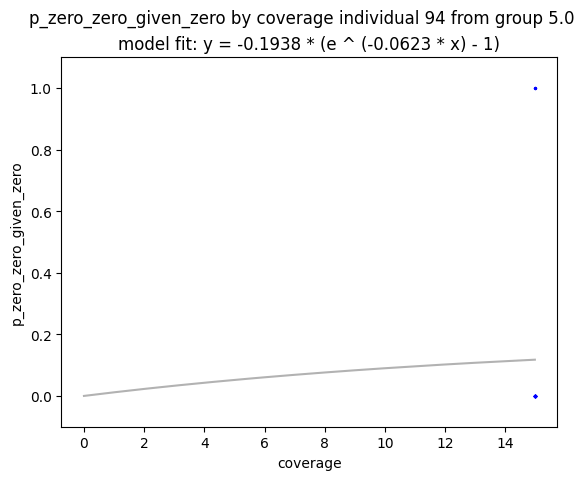 p_zero_zero_given_zero by coverage individual 94 from group 5.0
model fit: y = -0.1938 * (e ^ (-0.0623 * x) - 1)
1.0
0.8
0.6
0.4
0.2
0.0
p_zero_zero_given_zero
0 2 4 6 8 10 12 14
coverage